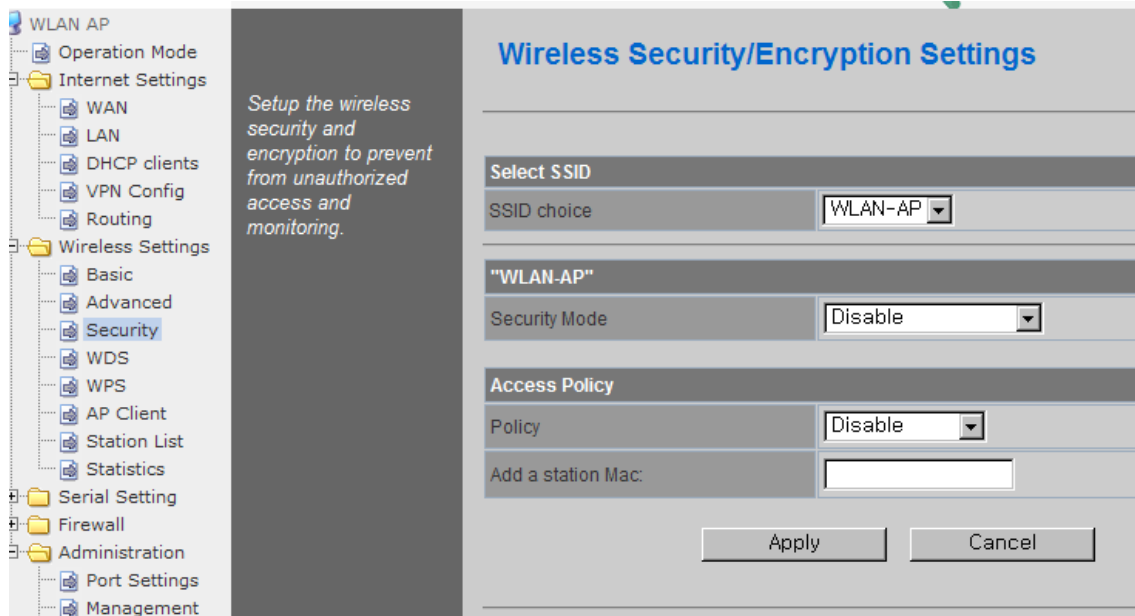 WLAN AP
Operation Mode
Internet Settings
WAN
LAN
DHCP clients
VPN Config
Routing
Wireless Settings
Basic
Advanced
Security
WDS
WPS
AP Client
Station List
Statistics
Serial Setting
Firewall
Administration
Port Settings
Management
Setup the wireless
security and
encryption to prevent
from unauthorized
access and
monitoring.
Wireless Security/Encryption Settings
Select SSID
SSID choice WLAN-AP
"WLAN-AP"
Security Mode Disable
Access Policy
Policy Disable
Add a station Mac:
Apply Cancel